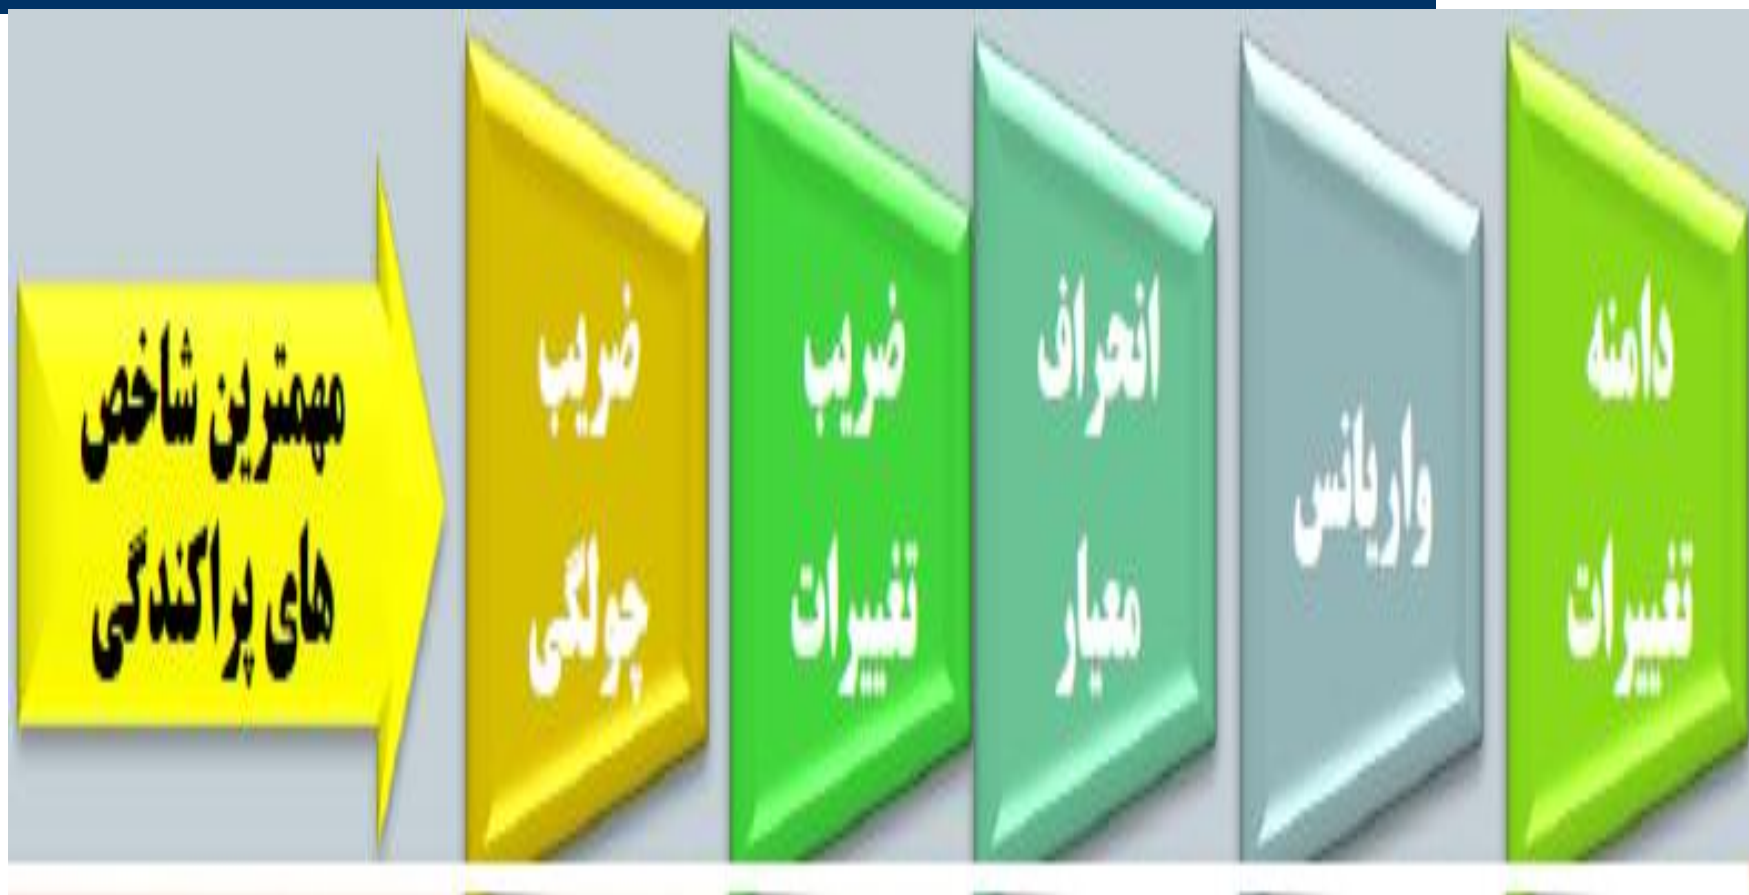 دامنه
تغییرات
واریانس
انحراف
معیار
ضریب
تغییرات
ضریب
چولگی
مهمترین شاخص
های پراکندگی